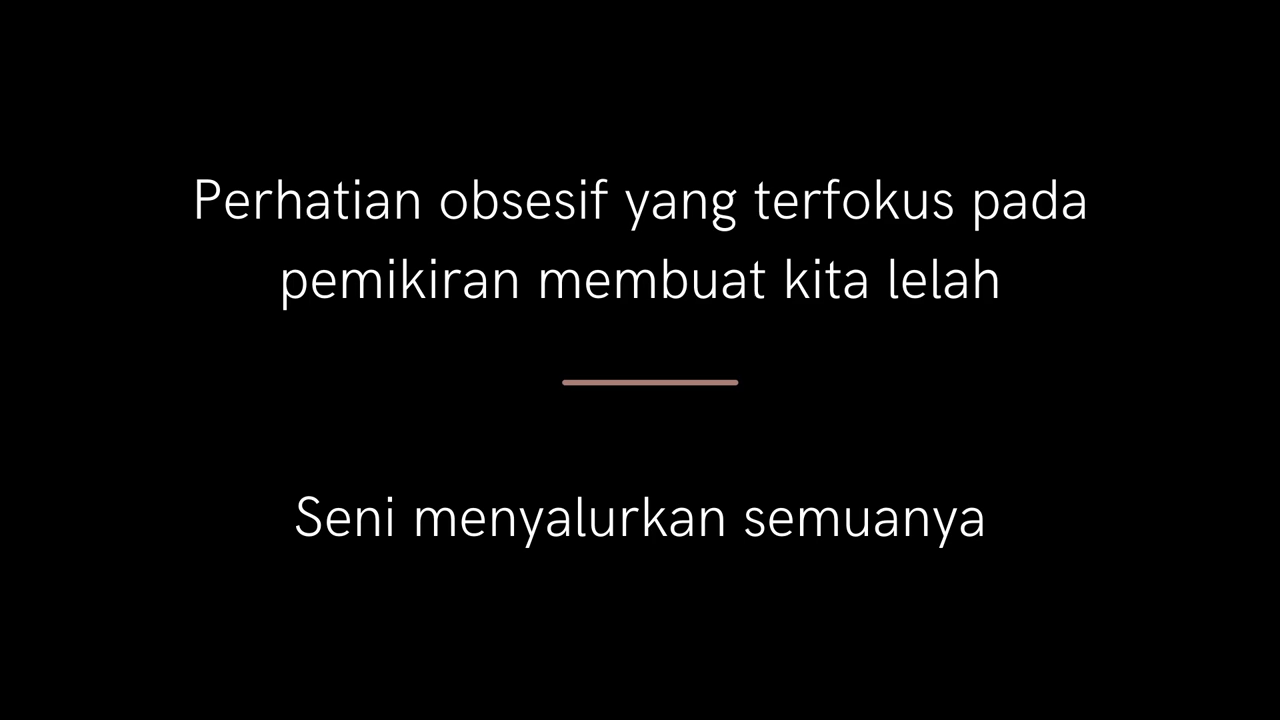 Perhatian obsesif yang terfokus pada
pemikiran membuat kita lelah
Seni menyalurkan semuanya